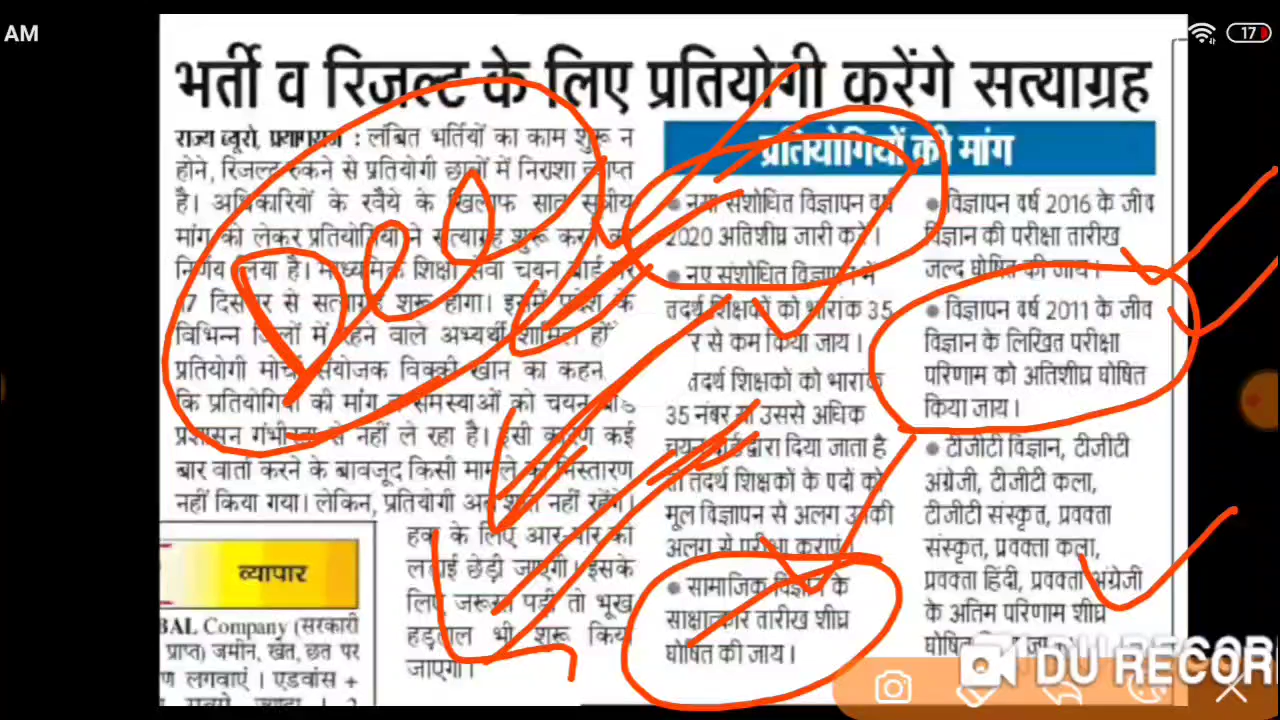 AM
17
भर्ती व रिजल्ट के लिए प्रतियोगी करेंगे सत्याग्रह
राज्य ब्यूरो, प्रयागराज : लंबित भर्तियों का काम शुरू न
होने, रिजल्ट रुकने से प्रतियोगी छात्रों में निराशा व्याप्त
है। अधिकारियों के रवैये के खिलाफ सात सूत्रीय
मांग को लेकर प्रतियोगियों ने सत्याग्रह शुरू करने का
निर्णय लिया है। माध्यमिक शिक्षा सेवा चयन बोर्ड पर
17 दिसंबर से सत्याग्रह शुरू होगा। इसमें प्रदेश के
विभिन्न जिलों में रहने वाले अभ्यर्थी शामिल हों
प्रतियोगी मोर्चा संयोजक विक्की खान का कहन
कि प्रतियोगियों की मांग व समस्याओं को चयन बोर्ड
प्रशासन गंभीरता से नहीं ले रहा है। इसी कारण कई
बार वार्ता करने के बावजूद किसी मामले का निस्तारण
नहीं किया गया। लेकिन, प्रतियोगी अब शांत नहीं रहेंगे।
हक के लिए आर-पार की
लड़ाई छेड़ी जाएगी। इसके
लिए जरूरत पड़ी तो भूख
हड़ताल भी शुरू किया
जाएगा।
प्रतियोगियों की मांग
● नया संशोधित विज्ञापन वर्ष
2020 अतिशीघ्र जारी करें।
● नए संशोधित विज्ञापन में
तदर्थ शिक्षकों को भारांक 35
र से कम किया जाय।
तदर्थ शिक्षकों को भारांक
35 नंबर या उससे अधिक
चयन बोर्ड द्वारा दिया जाता है
तो तदर्थ शिक्षकों के पदों को
मूल विज्ञापन से अलग उनकी
अलग से परीक्षा कराएं।
● सामाजिक विज्ञान के
साक्षात्कार तारीख शीघ्र
घोषित की जाय।
● विज्ञापन वर्ष 2016 के जीव
विज्ञान की परीक्षा तारीख
जल्द घोषित की जाय।
● विज्ञापन वर्ष 2011 के जीव
विज्ञान के लिखित परीक्षा
परिणाम को अतिशीघ्र घोषित
किया जाय।
● टीजीटी विज्ञान, टीजीटी
अंग्रेजी, टीजीटी कला,
टीजीटी संस्कृत, प्रवक्ता
संस्कृत, प्रवक्ता कला,
प्रवक्ता हिंदी, प्रवक्ता अंग्रेजी
के अंतिम परिणाम शीघ्र
घोषित
व्यापार
BAL Company (सरकारी
प्राप्त) जमीन, खेत, छत पर
लगवाएं। एडवांस +
DU RECOR